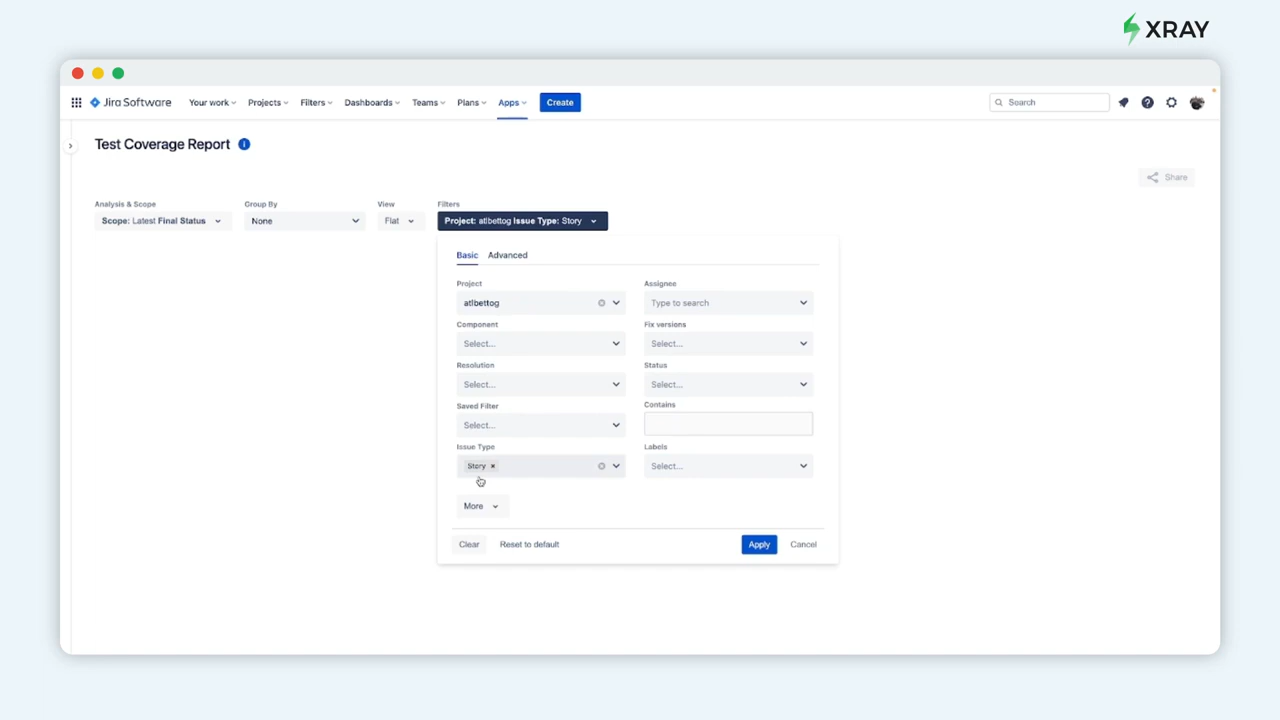 XRAY
Jira Software Your work Projects Filters Dashboards Teams Plans Apps Create Search
Test Coverage Report
Share
Analysis & Scope Group By View Filters
Scope: Latest Final Status None Flat Project: atlbettog Issue Type: Story
Basic Advanced
Project Assignee
atlbettog Type to search
Component Fix versions
Select... Select...
Resolution Status
Select... Select...
Saved Filter Contains
Select...
Issue Type Labels
Story × Select...
More
Clear Reset to default Apply Cancel